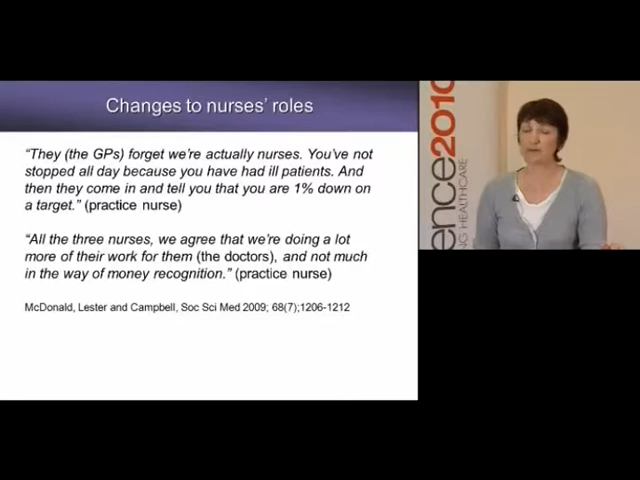 Changes to nurses' roles
"They (the GPs) forget we're actually nurses. You've not
stopped all day because you have had ill patients. And
then they come in and tell you that you are 1% down on
a target." (practice nurse)
"All the three nurses, we agree that we're doing a lot
more of their work for them (the doctors), and not much
in the way of money recognition." (practice nurse)
McDonald, Lester and Campbell, Soc Sci Med 2009; 68(7);1206-1212
ence2010
NG HEALTHCARE